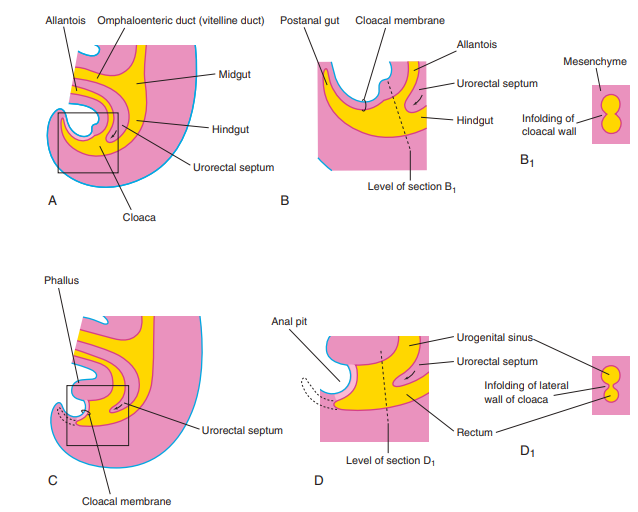 Allantois
Omphaloenteric duct (vitelline duct)
Postanal gut
Cloacal membrane
Allantois
Midgut
Mesenchyme
Urorectal septum
Hindgut
Hindgut
Infolding of
cloacal wall
Urorectal septum
B1
Level of section B1
A
B
Cloaca
Phallus
Anal pit
Urogenital sinus
Urorectal septum
Infolding of lateral
wall of cloaca
Urorectal septum
Rectum
D1
Level of section D1
C
D
Cloacal membrane